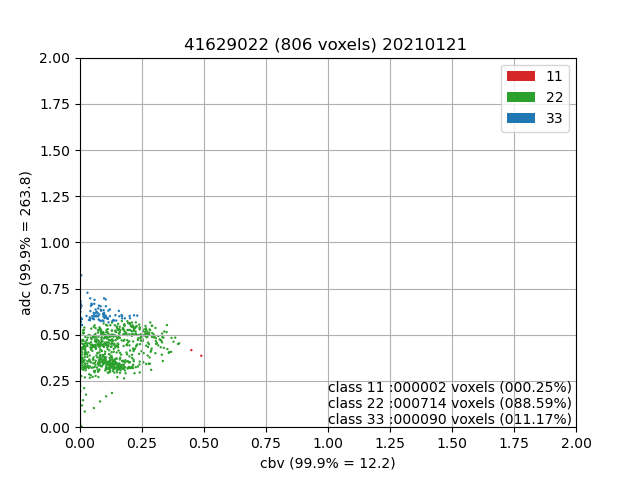 41629022 (806 voxels) 20210121
2.00
1.75
1.50
1.25
1.00
0.75
0.50
0.25
0.00
adc (99.9% = 263.8)
11
22
33
class 11 :000002 voxels (000.25%)
class 22 :000714 voxels (088.59%)
class 33 :000090 voxels (011.17%)
0.00 0.25 0.50 0.75 1.00 1.25 1.50 1.75 2.00
cbv (99.9% = 12.2)